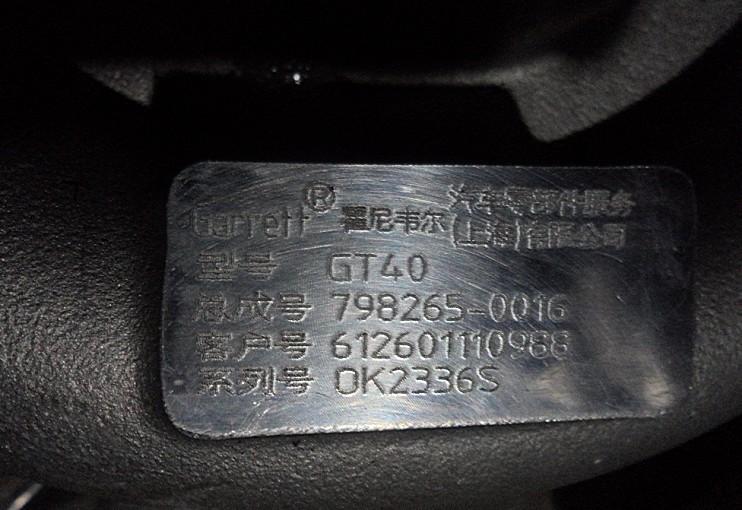 Garrett® 霍尼韦尔 汽车零部件服务
(上海)有限公司
型号 GT40
总成号 798265-0016
客户号 612601110988
系列号 OK2336S